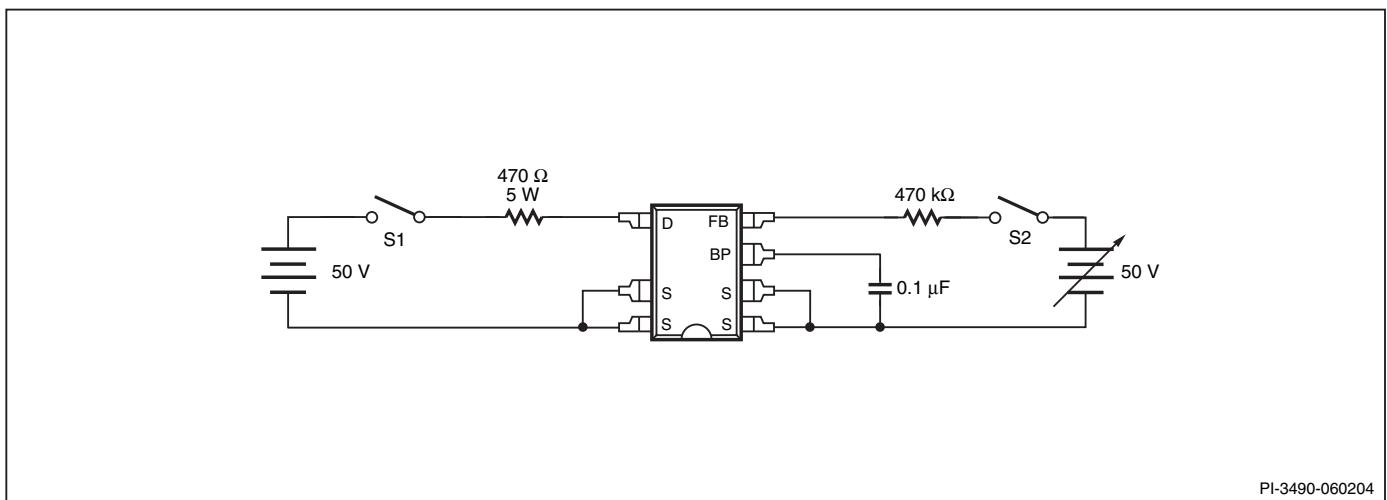 470 Ω
5 W
S1
50 V
D
S
S
FB
BP
S
S
470 kΩ
S2
50 V
0.1 μF
PI-3490-060204